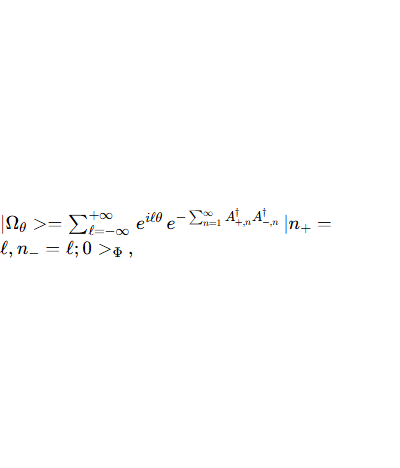 |Ω_θ >= ∑_{ℓ=−∞}^{+∞} e^{iℓθ} e^{−∑_{n=1}^{∞} A^†_{+,n} A^†_{−,n}} |n_+ =
ℓ, n_− = ℓ; 0 >_Φ ,